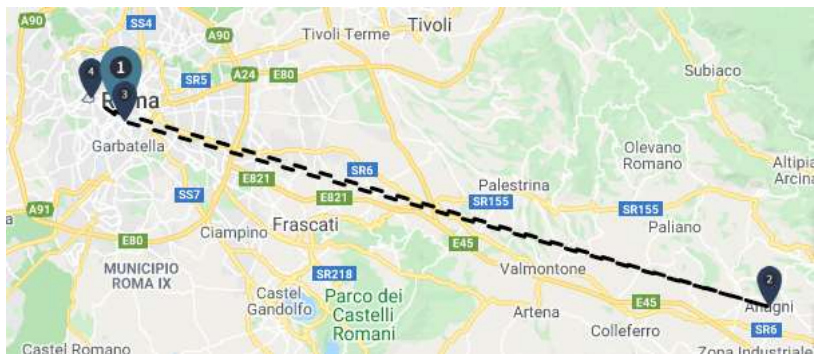 A90
SS4
A90
Tivoli Terme
Tivoli
4
1
SR5
A24
E80
Subiaco
3
Roma
Garbatella
SR6
Olevano
Romano
Altipia
Arcina
E821
E821
Palestrina
SR155
SR155
A91
SS7
Ciampino
Frascati
Paliano
E80
E45
MUNICIPIO
ROMA IX
SR218
Valmontone
2
Castel
Gandolfo
Parco dei
Castelli
Romani
Artena
E45
Anagni
Colleferro
SR6
Castel Romano
Zona Industriale